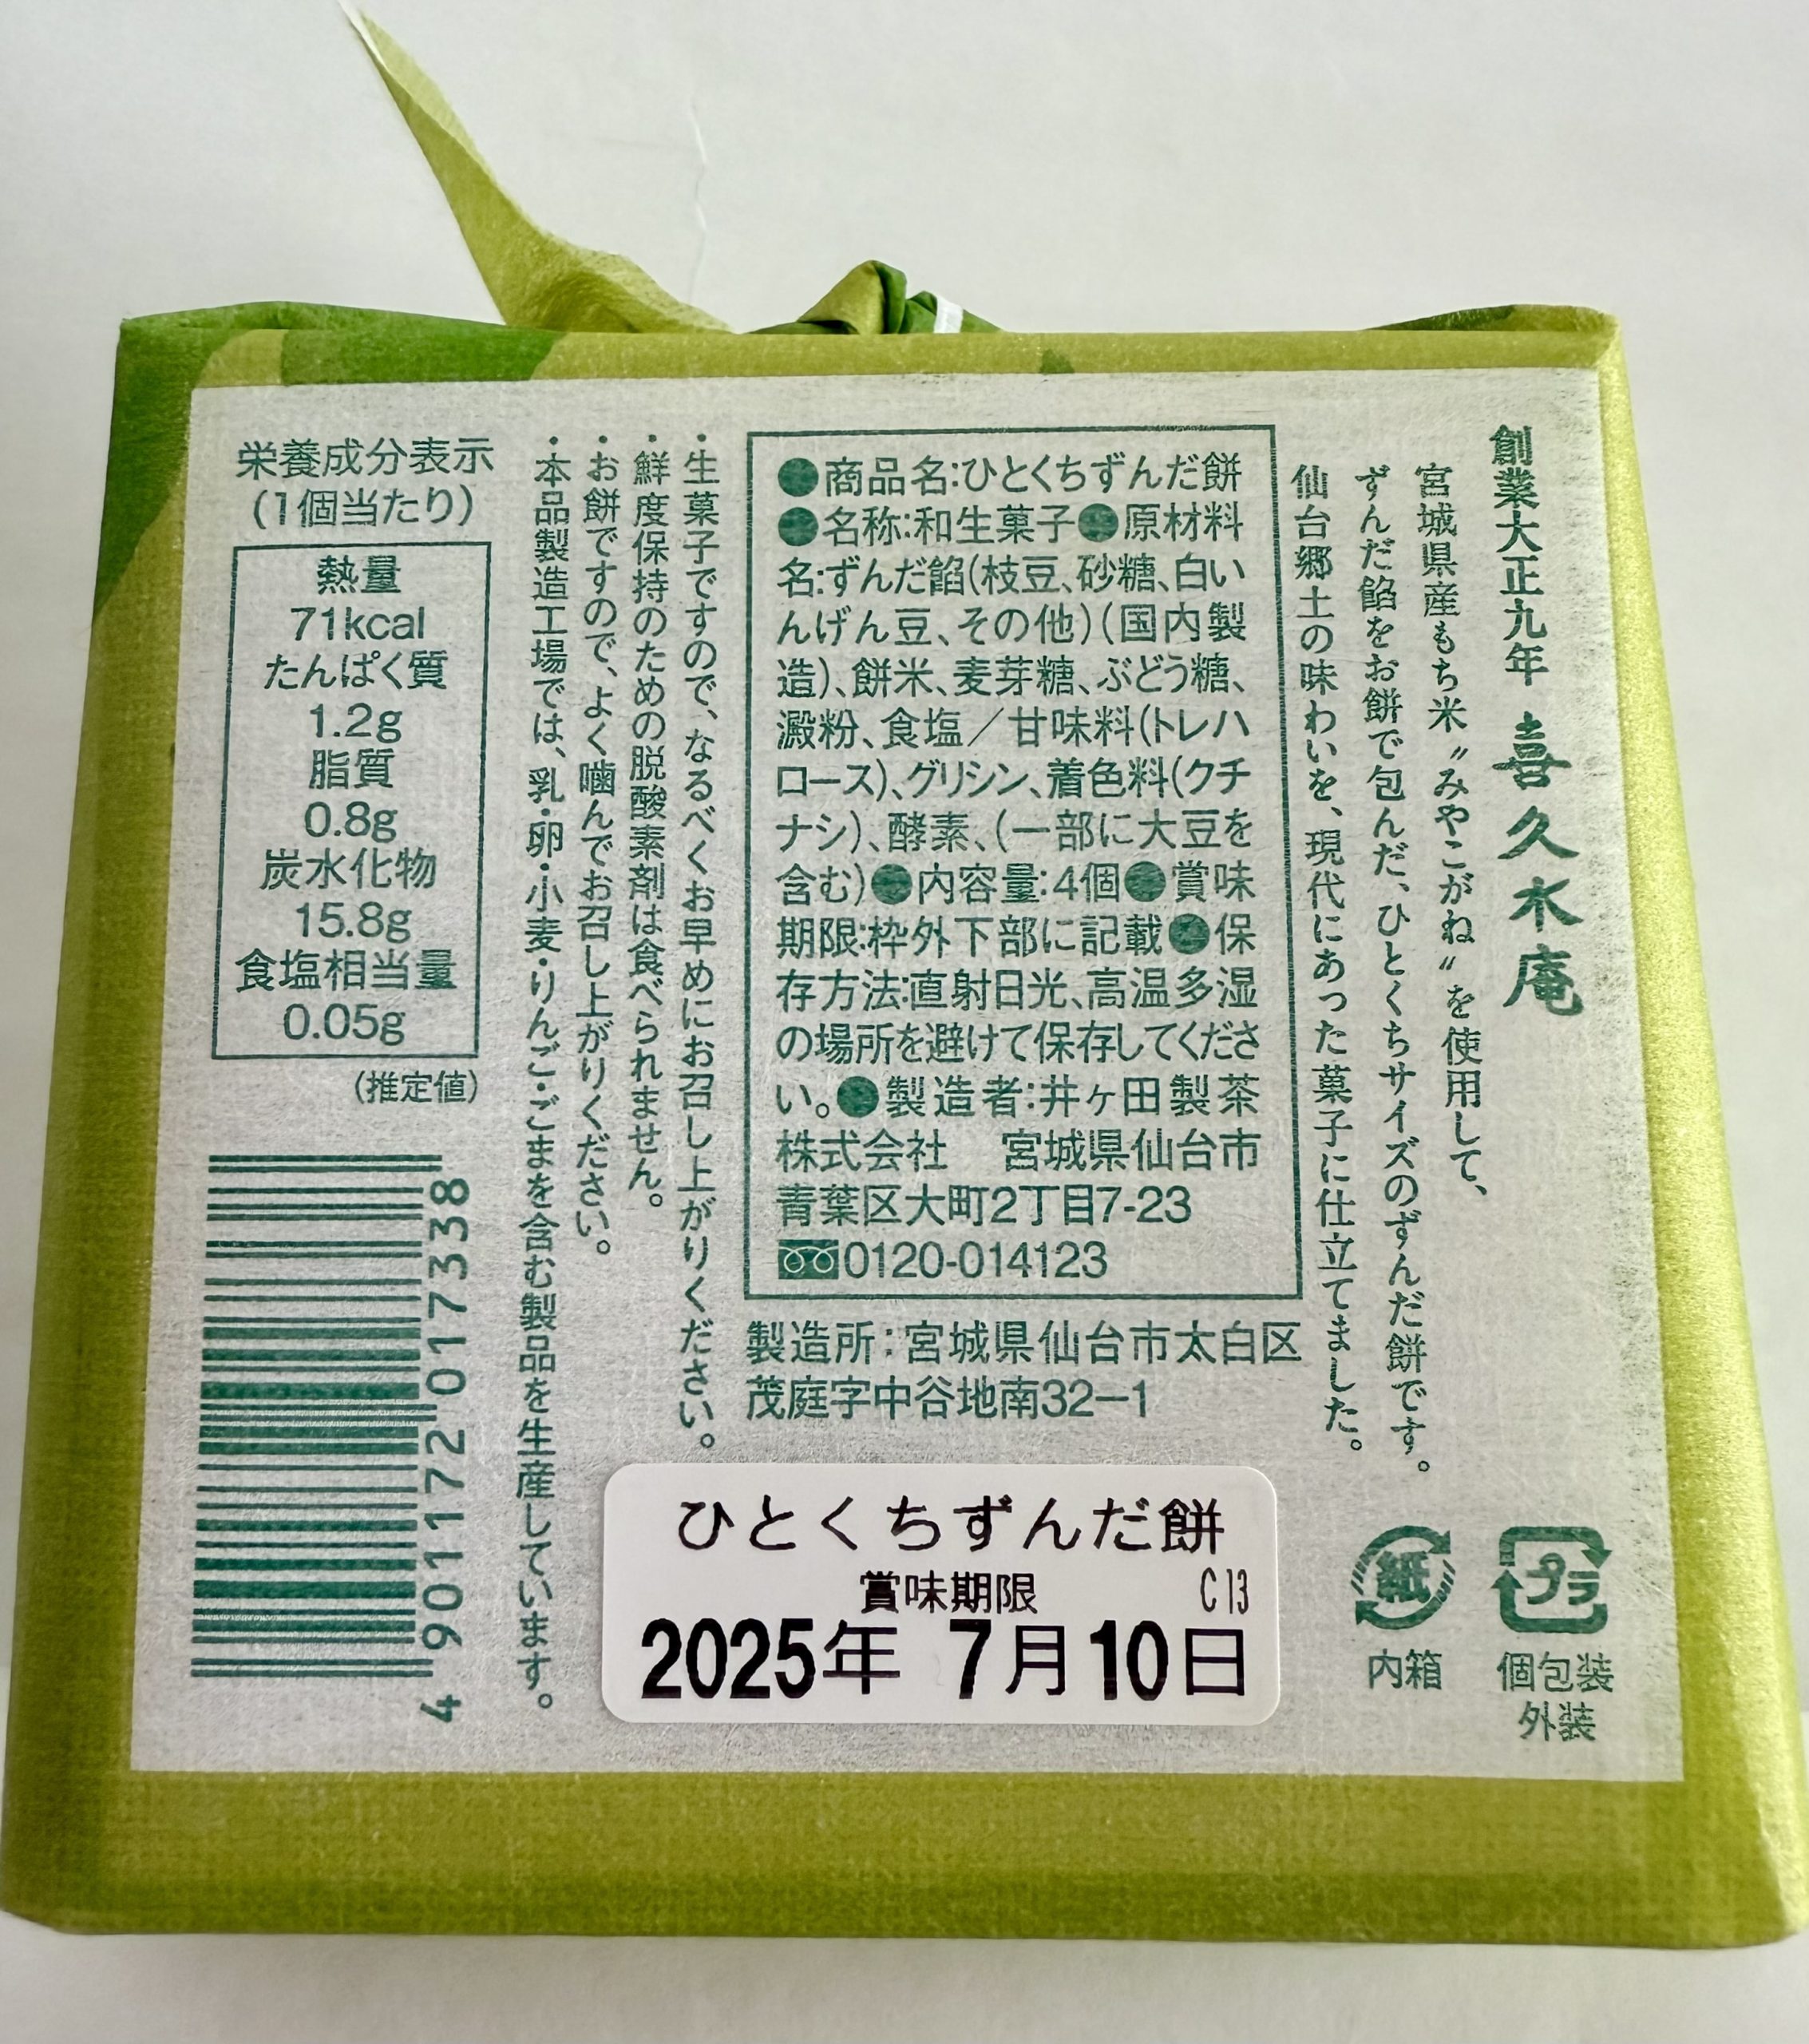 創業大正九年 喜久水庵
宮城県産もち米〝みやこがね〟を使用して、
ずんだ餡をお餅で包んだ、ひとくちサイズのずんだ餅です。
仙台郷土の味わいを、現代にあった菓子に仕立てました。
●商品名:ひとくちずんだ餅
●名称:和生菓子●原材料
名:ずんだ餡(枝豆、砂糖、白い
んげん豆、その他)(国内製
造)、餅米、麦芽糖、ぶどう糖、
澱粉、食塩/甘味料(トレハ
ロース)、グリシン、着色料(クチ
ナシ)、酵素、(一部に大豆を
含む)●内容量:4個●賞味
期限:枠外下部に記載●保
存方法:直射日光、高温多湿
の場所を避けて保存してくださ
い。●製造者:井ヶ田製茶
株式会社 宮城県仙台市
青葉区大町2丁目7-23
0120-014123
製造所:宮城県仙台市太白区
茂庭字中谷地南32-1
・生菓子ですので、なるべくお早めにお召し上がりください。
・鮮度保持のための脱酸素剤は食べられません。
・お餅ですので、よく噛んでお召し上がりください。
・本品製造工場では、乳・卵・小麦・りんご・ごまを含む製品を生産しています。
栄養成分表示
(1個当たり)
熱量
71kcal
たんぱく質
1.2g
脂質
0.8g
炭水化物
15.8g
食塩相当量
0.05g
(推定値)
4 901172 017338
ひとくちずんだ餅
賞味期限 C13
2025年 7月10日
紙
内箱
プラ
個包装
外装